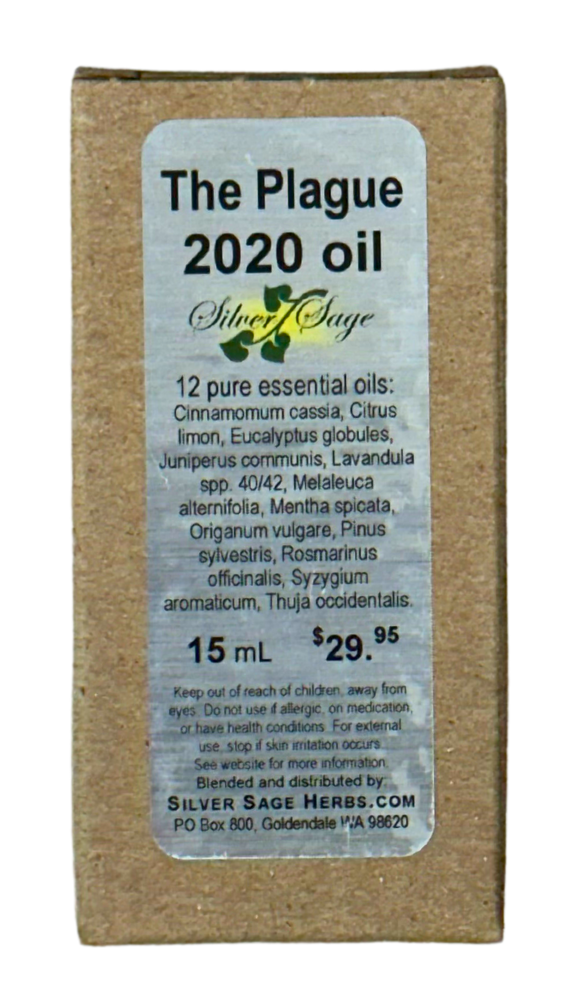 The Plague
2020 oil
Silver Sage
12 pure essential oils:
Cinnamomum cassia, Citrus
limon, Eucalyptus globules,
Juniperus communis, Lavandula
spp. 40/42, Melaleuca
alternifolia, Mentha spicata,
Origanum vulgare, Pinus
sylvestris, Rosmarinus
officinalis, Syzygium
aromaticum, Thuja occidentalis.
15 mL $29.95
Keep out of reach of children, away from
eyes. Do not use if allergic, on medication,
or have health conditions. For external
use, stop if skin irritation occurs.
See website for more information.
Blended and distributed by:
SILVER SAGE HERBS.COM
PO Box 800, Goldendale WA 98620